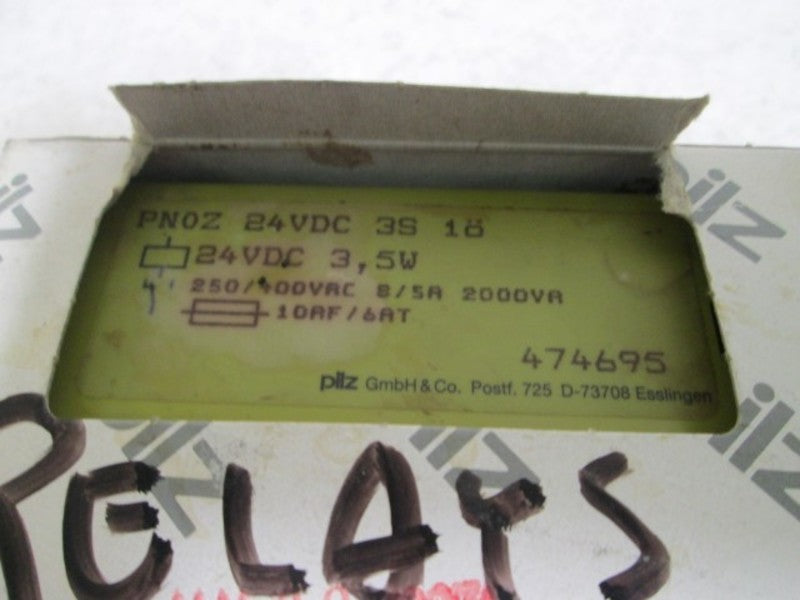 PNOZ 24VDC 3S 1Ö
24VDC 3,5W
250/400VAC 8/5A 2000VA
10AF/6AT
474695
pilz GmbH & Co. Postf. 725 D-73708 Esslingen
pilz
pilz
pilz
RELAYS